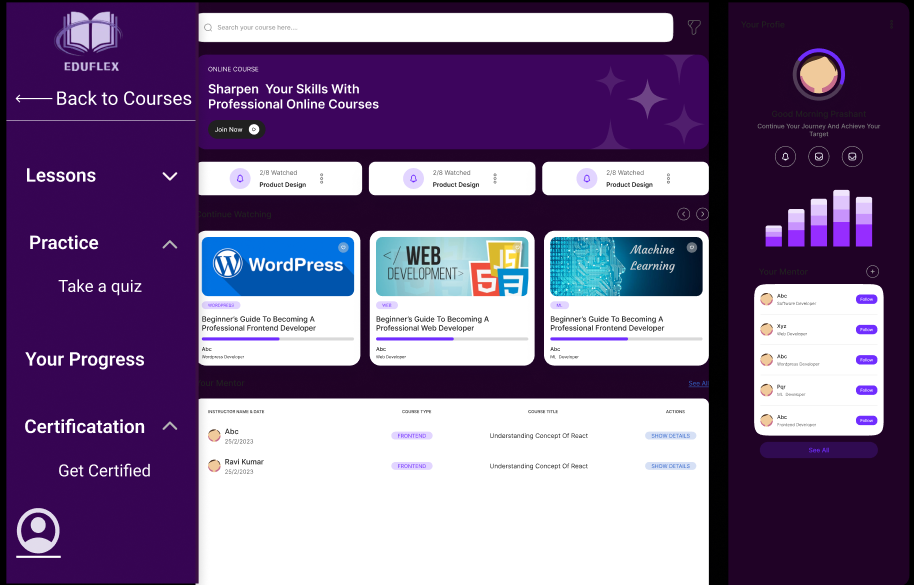 EDUFLEX
Back to Courses
Lessons
Practice
Take a quiz
Your Progress
Certificatation
Get Certified
Search your course here...
ONLINE COURSE
Sharpen Your Skills With
Professional Online Courses
Join Now
2/8 Watched
Product Design
2/8 Watched
Product Design
2/8 Watched
Product Design
Continue Watching
WordPress
WORDPRESS
Beginner's Guide To Becoming A
Professional Frontend Developer
Abc
Wordpress Developer
</ WEB
DEVELOPMENT>
JS
5
3
WEB
Beginner's Guide To Becoming A
Professional Web Developer
Abc
Web Developer
Machine
Learning
ML
Beginner's Guide To Becoming A
Professional Frontend Developer
Abc
ML Developer
Your Mentor
See All
INSTRUCTOR NAME & DATE
COURSE TYPE
COURSE TITLE
ACTIONS
Abc
25/2/2023
FRONTEND
Understanding Concept Of React
SHOW DETAILS
Ravi Kumar
25/2/2023
FRONTEND
Understanding Concept Of React
SHOW DETAILS
Your Profile
Good Morning Prashant
Continue Your Journey And Achieve Your
Target
Your Mentor
Abc
Software Developer
Follow
Xyz
Web Developer
Follow
Abc
Wordpress Developer
Follow
Pqr
ML Developer
Follow
Abc
Frontend Developer
Follow
See All